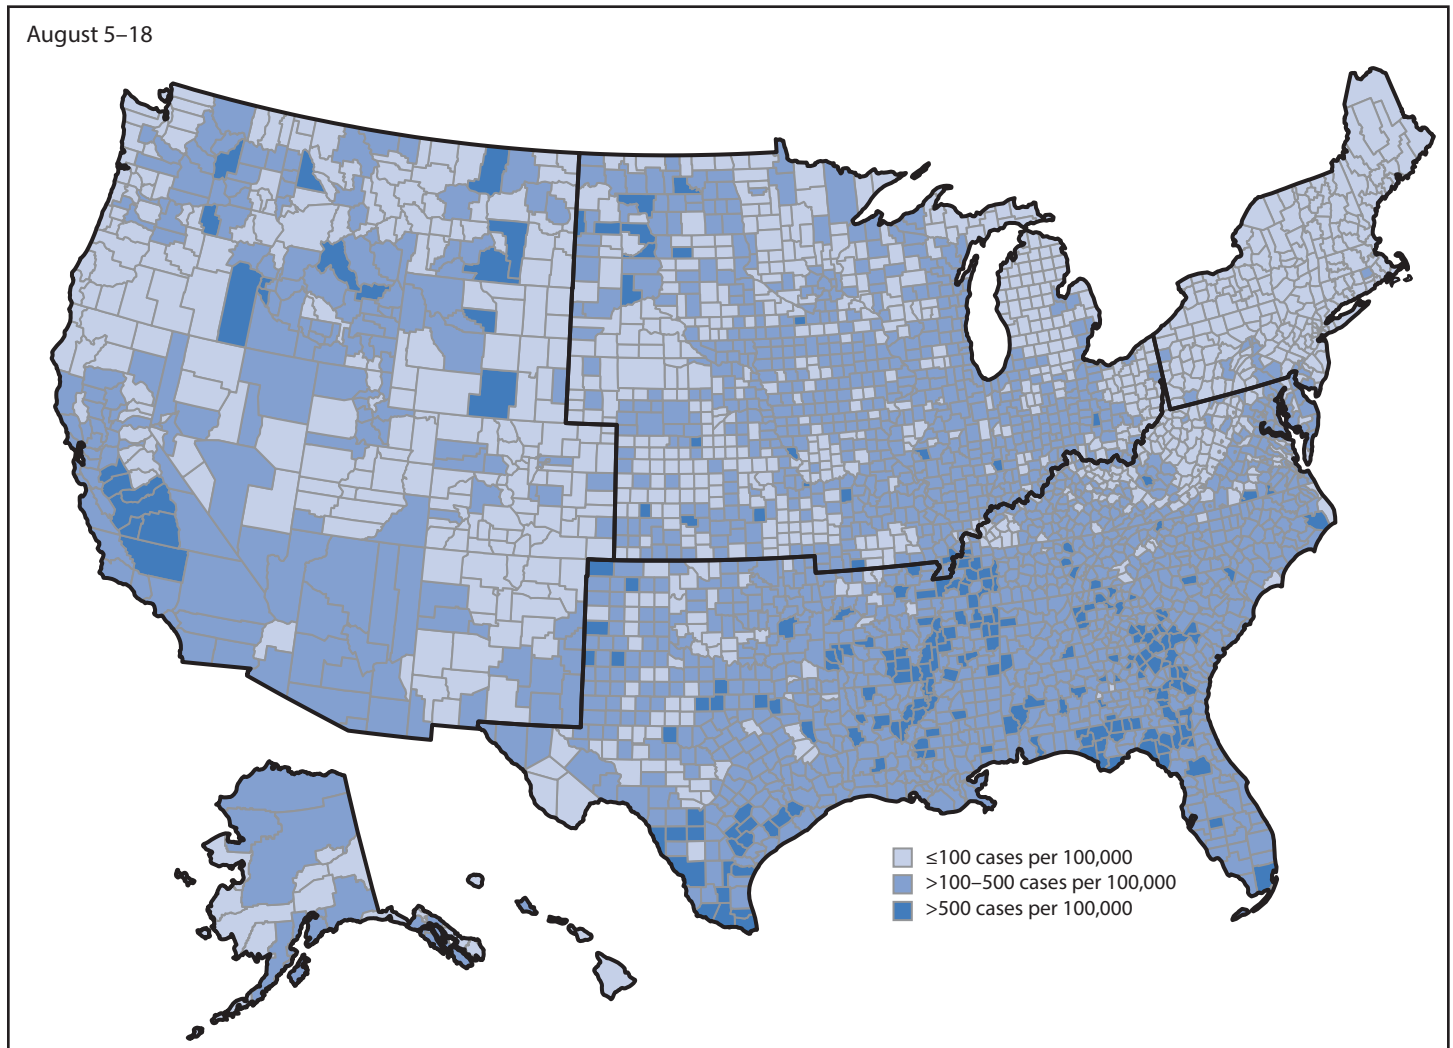 August 5–18
≤100 cases per 100,000
>100–500 cases per 100,000
>500 cases per 100,000